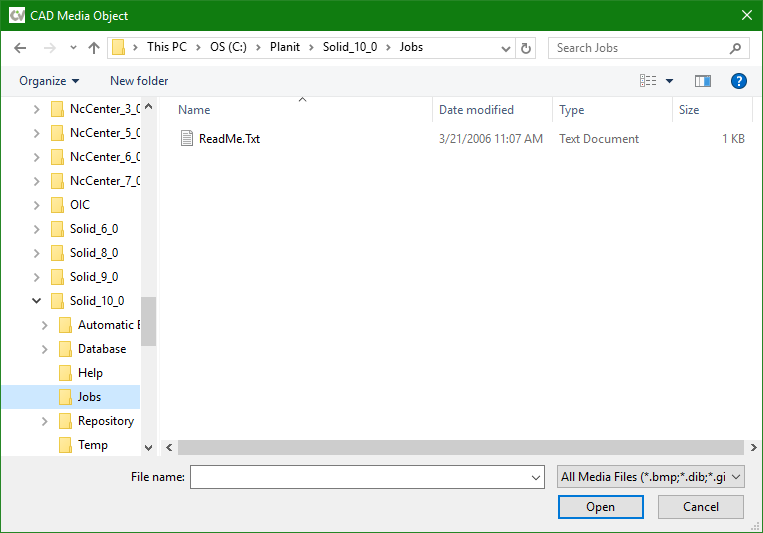 CV CAD Media Object
This PC > OS (C:) > Planit > Solid_10_0 > Jobs
Search Jobs
Organize
New folder
?
Name
Date modified
Type
Size
ReadMe.Txt
3/21/2006 11:07 AM
Text Document
1 KB
NcCenter_3_0
NcCenter_5_0
NcCenter_6_0
NcCenter_7_0
OIC
Solid_6_0
Solid_8_0
Solid_9_0
Solid_10_0
Automatic E
Database
Help
Jobs
Repository
Temp
File name:
All Media Files (*.bmp;*.dib;*.gi
Open
Cancel